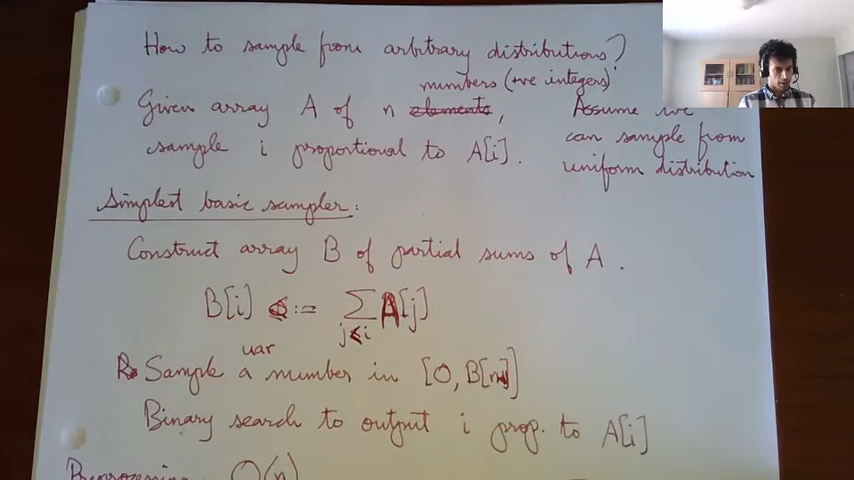 How to sample from arbitrary distributions?
Given array A of n numbers (+ve integers),
sample i proportional to A[i].
Assume we
can sample from
uniform distribution
Simplest basic sampler:
Construct array B of partial sums of A.
B[i] := ∑ A[j]
j≤i
Sample uar a number in [0, B[n]]
Binary search to output i prop. to A[i]
Preprocessing O(n)